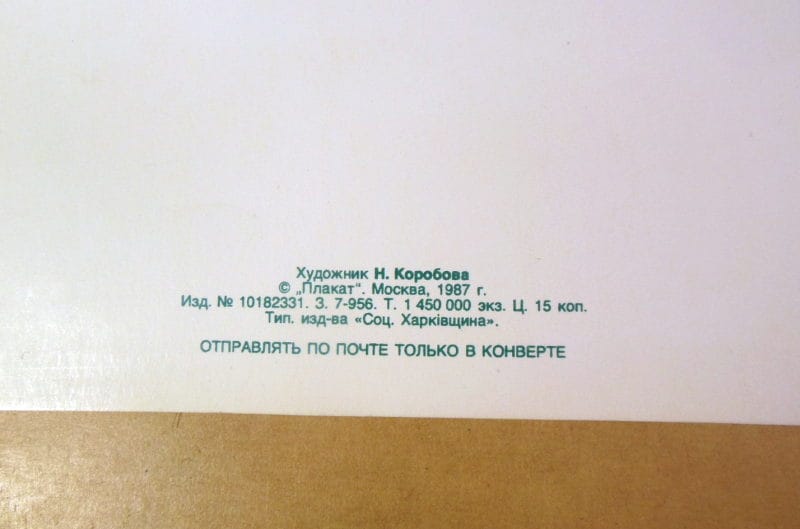 Художник Н. Коробова
© „Плакат“. Москва, 1987 г.
Изд. № 10182331. З. 7-956. Т. 1 450 000 экз. Ц. 15 коп.
Тип. изд-ва «Соц. Харкiвщина».
ОТПРАВЛЯТЬ ПО ПОЧТЕ ТОЛЬКО В КОНВЕРТЕ